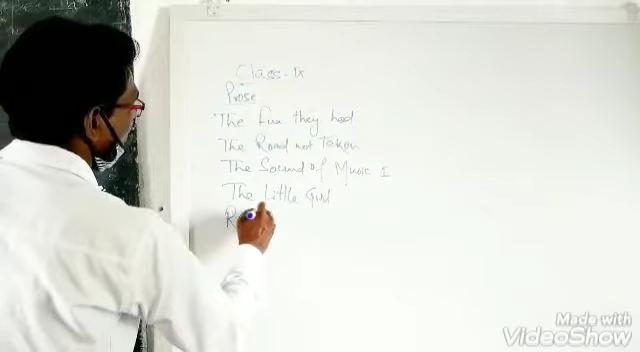 Class - IX
Prose
The Fun they had
The Road not Taken
The Sound of Music I
The Little Girl
R
Made with
VideoShow